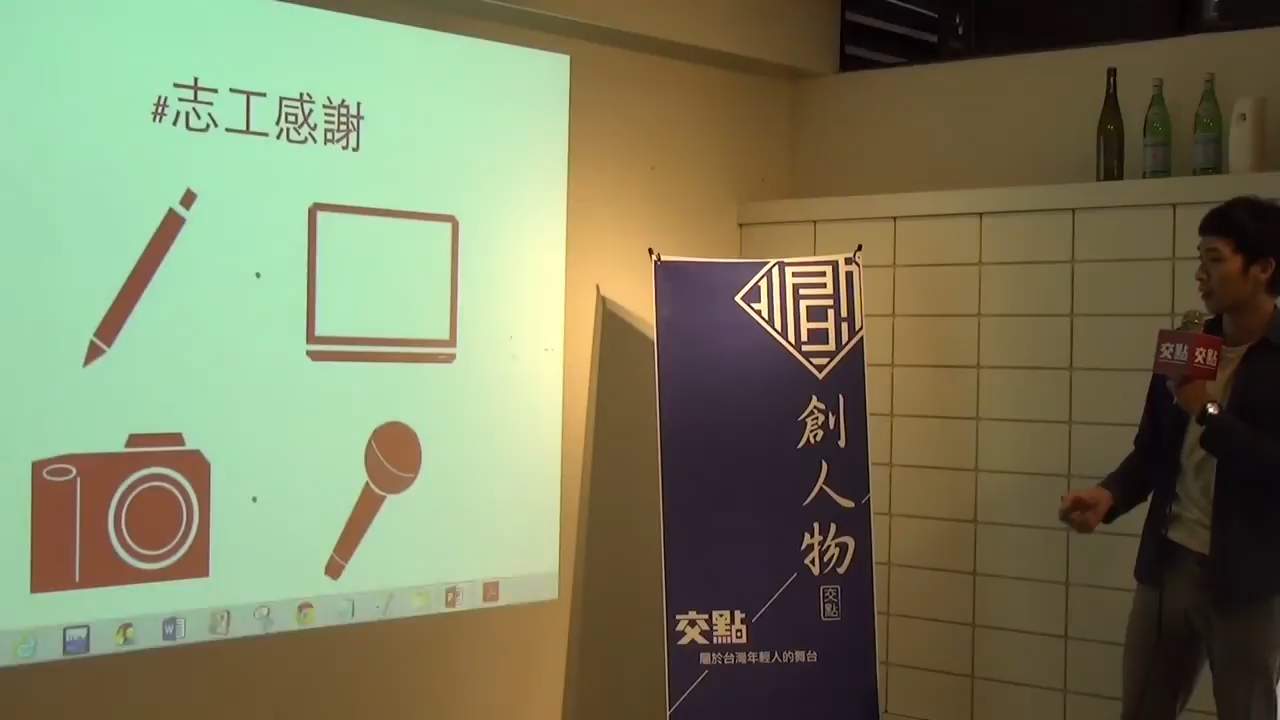 #志工感謝
創人物
交點
交點
屬於台灣年輕人的舞台
交點 交點